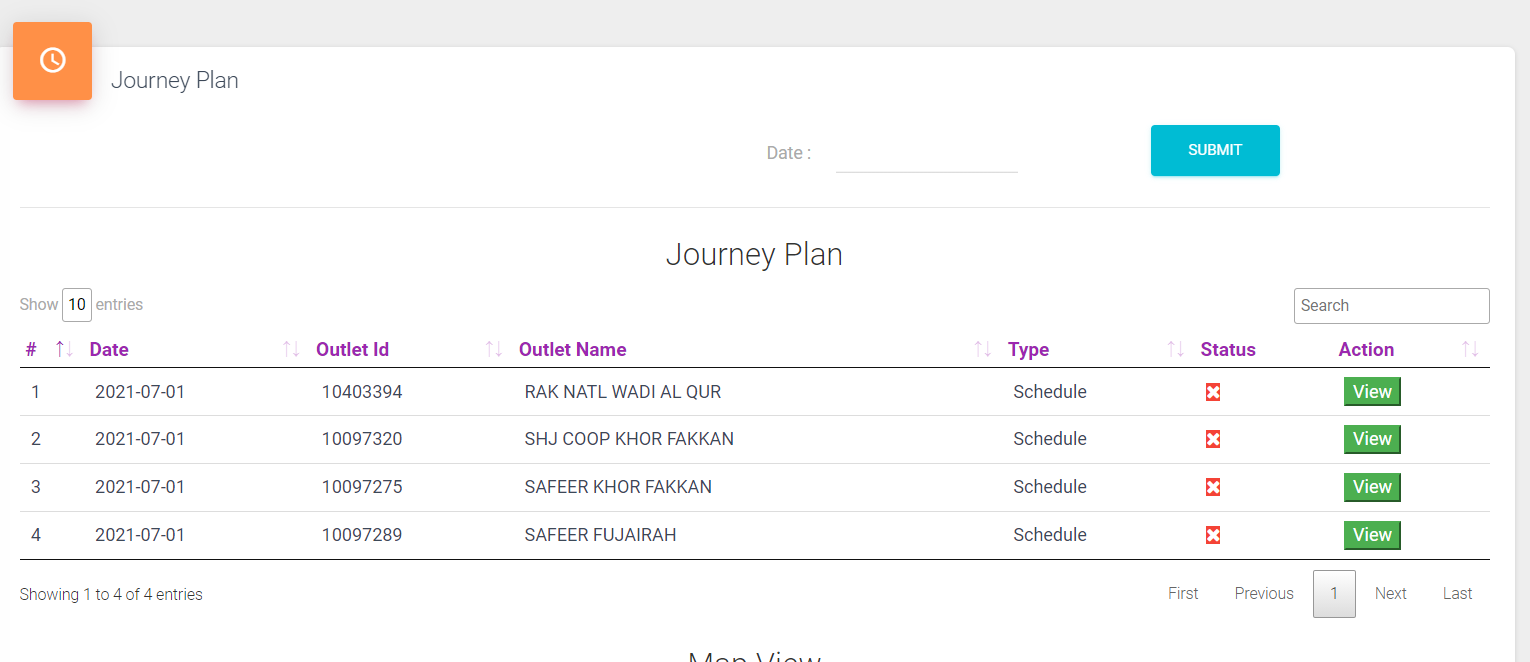 Journey Plan
Date :
SUBMIT
Journey Plan
Show 10 entries
Search
# Date Outlet Id Outlet Name Type Status Action
1 2021-07-01 10403394 RAK NATL WADI AL QUR Schedule View
2 2021-07-01 10097320 SHJ COOP KHOR FAKKAN Schedule View
3 2021-07-01 10097275 SAFEER KHOR FAKKAN Schedule View
4 2021-07-01 10097289 SAFEER FUJAIRAH Schedule View
Showing 1 to 4 of 4 entries
First Previous 1 Next Last
Map View